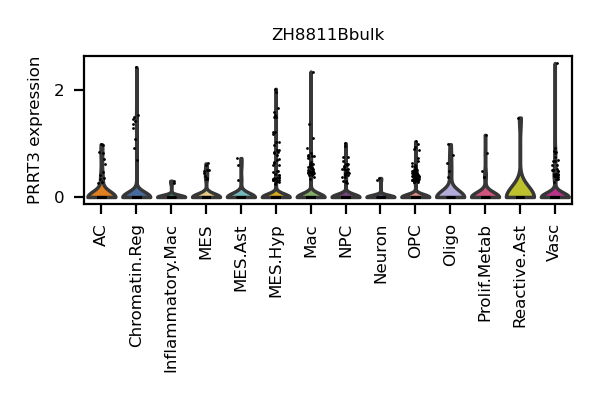 ZH8811Bbulk
PRRT3 expression
2
0
AC
Chromatin.Reg
Inflammatory.Mac
MES
MES.Ast
MES.Hyp
Mac
NPC
Neuron
OPC
Oligo
Prolif.Metab
Reactive.Ast
Vasc